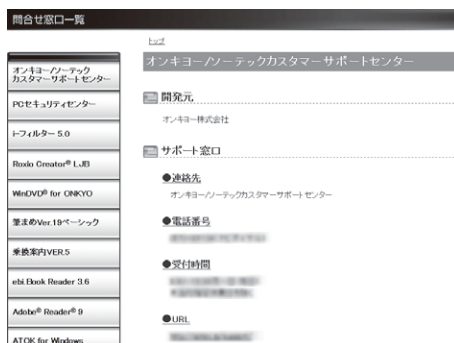 問合せ窓口一覧
トップ
オンキヨー/ソーテック
カスタマーサポートセンター
PCセキュリティセンター
i-フィルター 5.0
Roxio Creator® LJB
WinDVD® for ONKYO
筆まめVer.19ベーシック
乗換案内VER5
ebi.Book Reader 3.6
Adobe® Reader® 9
ATOK for Windows
オンキヨー/ソーテックカスタマーサポートセンター
開発元
オンキヨー株式会社
サポート窓口
●連絡先
オンキヨー/ソーテックカスタマーサポートセンター
●電話番号
●受付時間
●URL